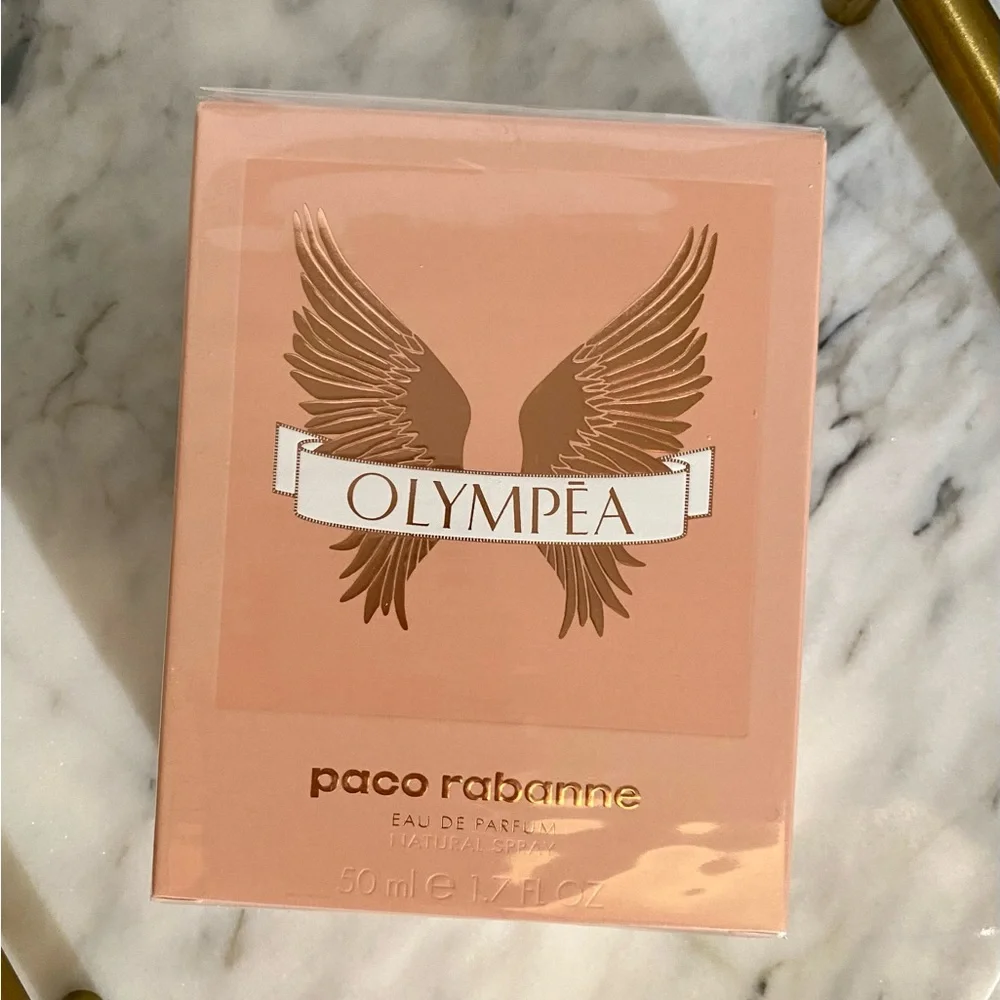 OLYMPĒA
paco rabanne
EAU DE PARFUM
NATURAL SPRAY
50 ml ℮ 1.7 FL OZ